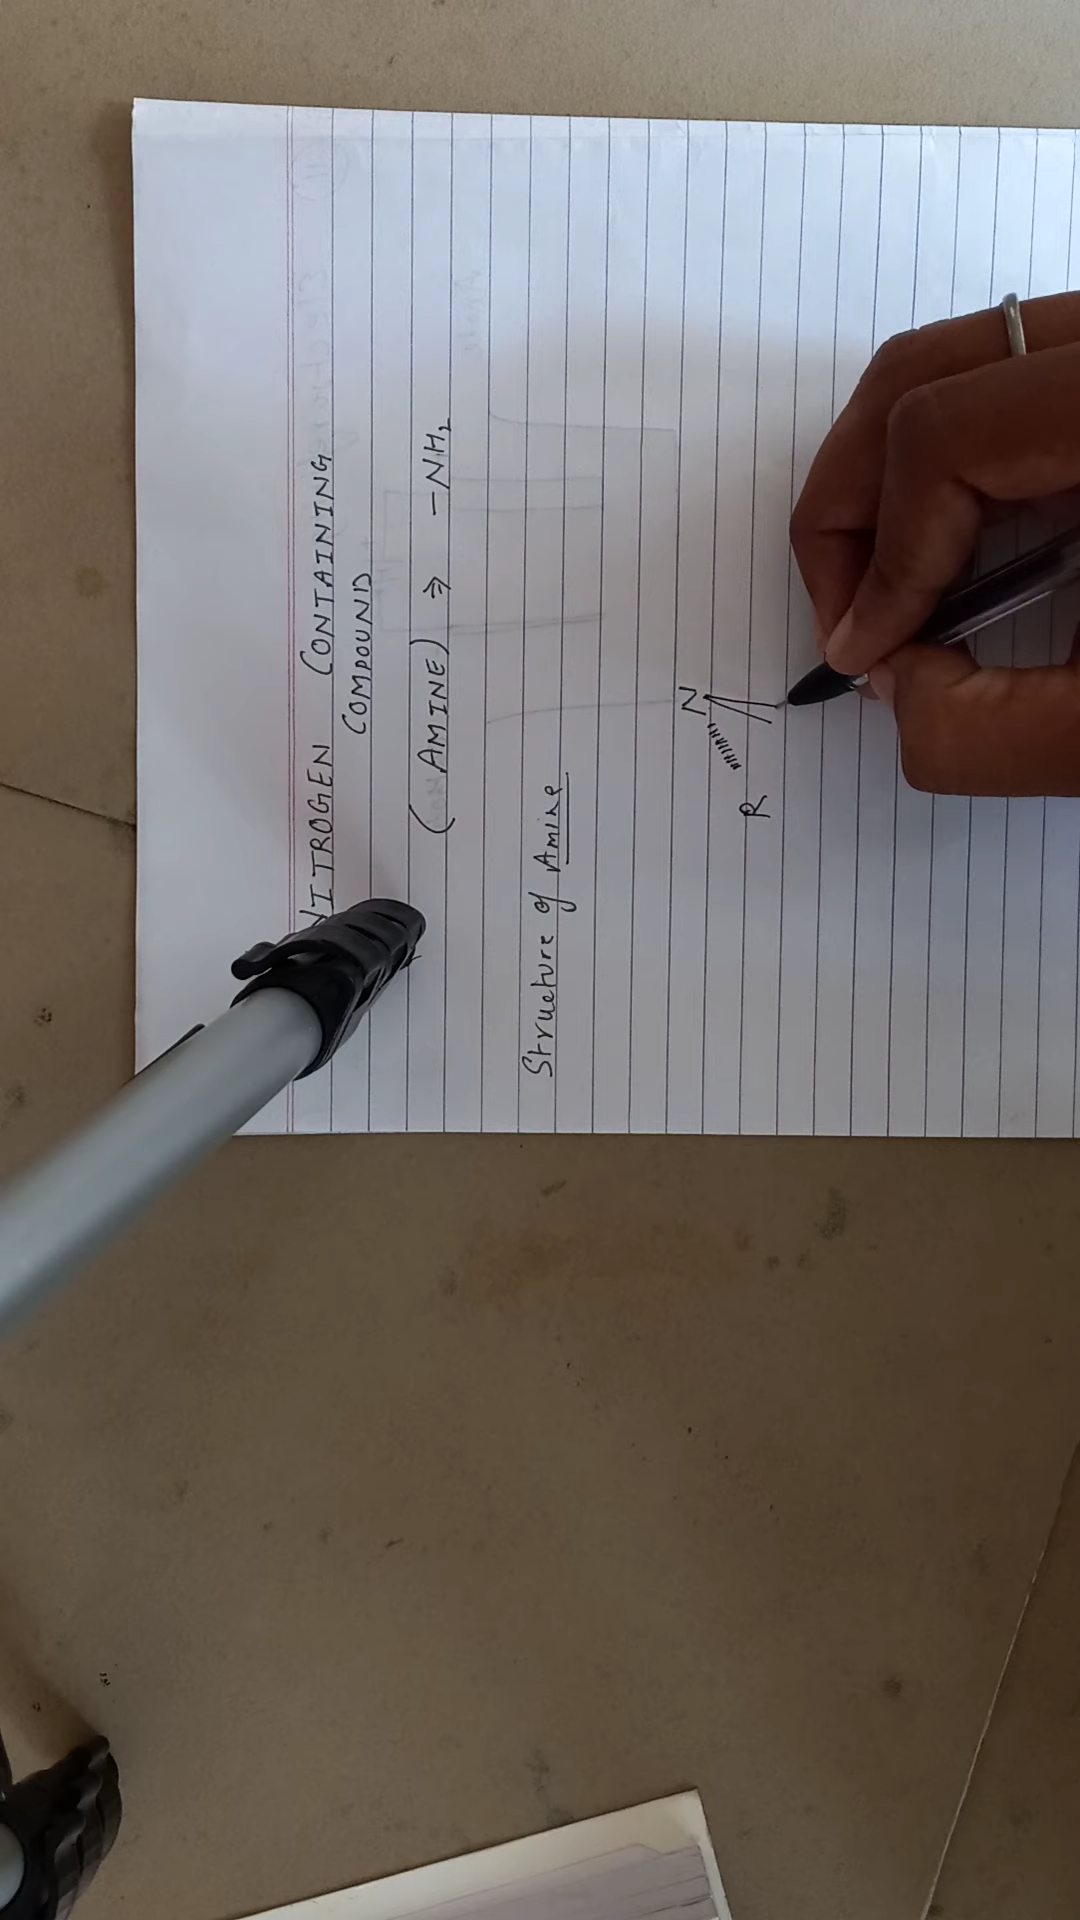 NITROGEN CONTAINING
COMPOUND
(AMINE) ⇒ -NH₂
Structure of Amine
N
R